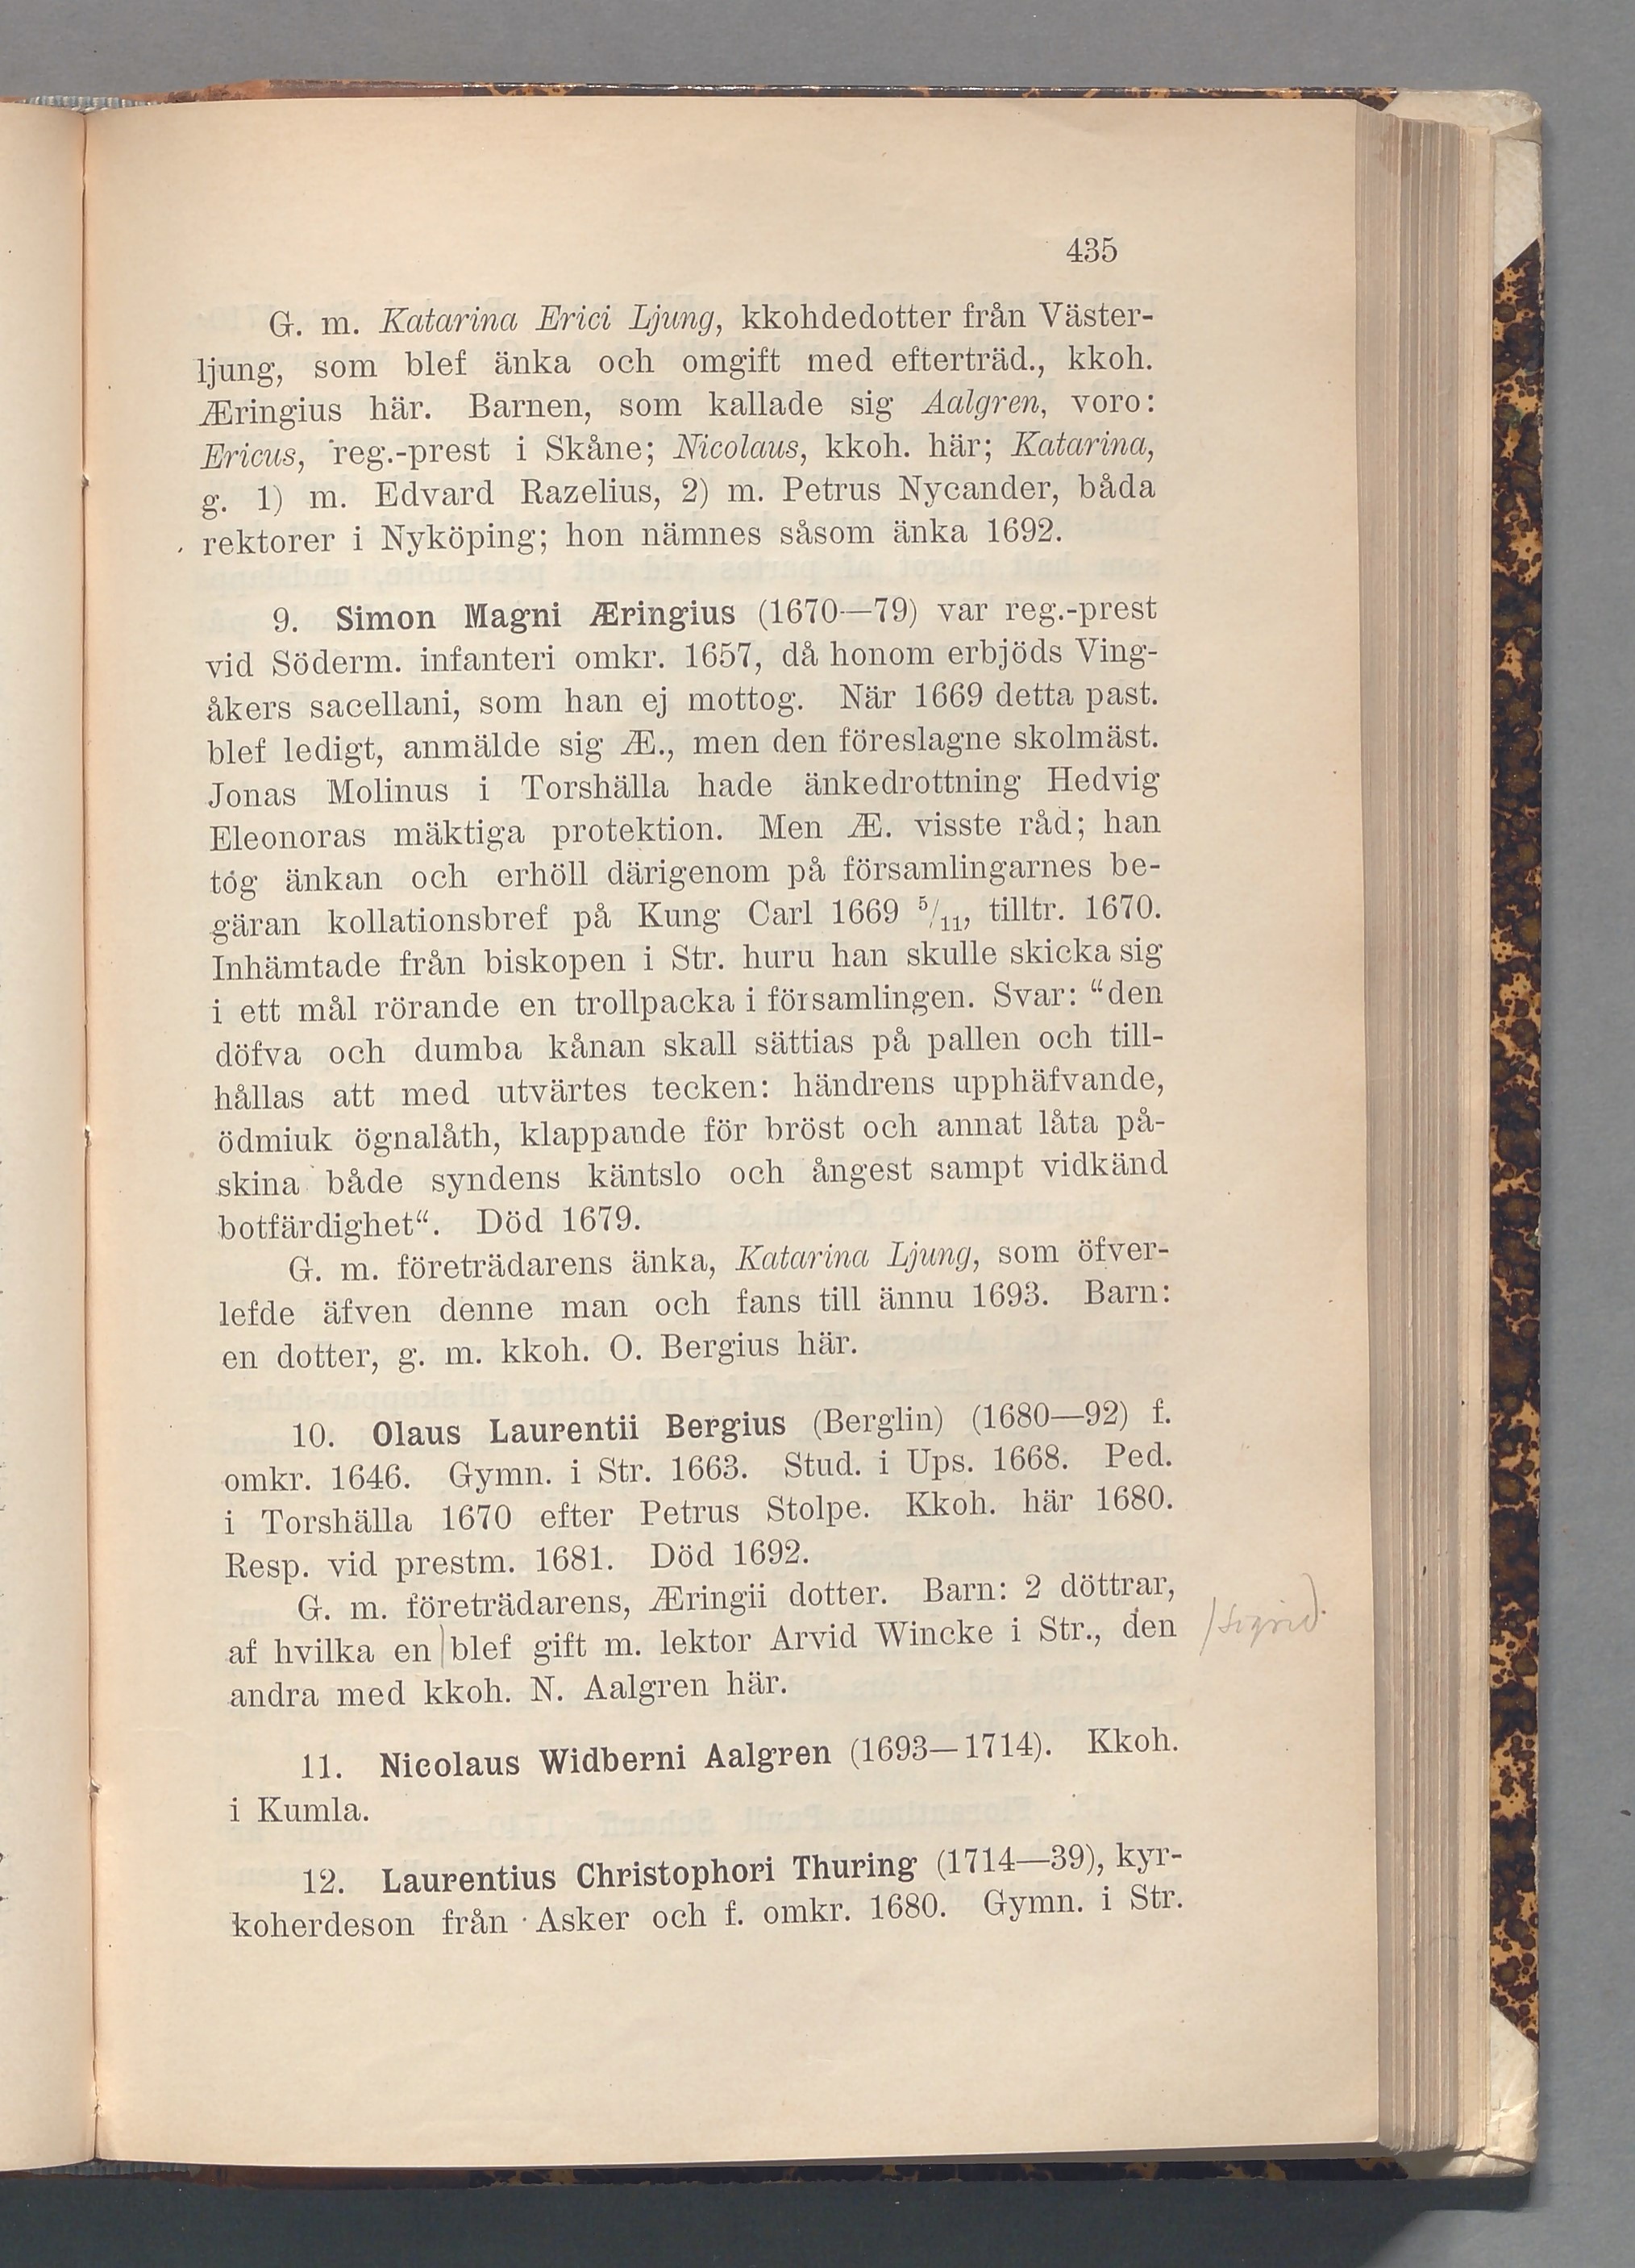 435
G. m. Katarina Erici Ljung, kkohdedotter från Väster-
ljung, som blef änka och omgift med efterträd., kkoh.
Æringius här. Barnen, som kallade sig Aalgren, voro:
Ericus, reg.-prest i Skåne; Nicolaus, kkoh. här; Katarina,
g. 1) m. Edvard Razelius, 2) m. Petrus Nycander, båda
rektorer i Nyköping; hon nämnes såsom änka 1692.
9. Simon Magni Æringius (1670—79) var reg.-prest
vid Söderm. infanteri omkr. 1657, då honom erbjöds Ving-
åkers sacellani, som han ej mottog. När 1669 detta past.
blef ledigt, anmälde sig Æ., men den föreslagne skolmäst.
Jonas Molinus i Torshälla hade änkedrottning Hedvig
Eleonoras mäktiga protektion. Men Æ. visste råd; han
tog änkan och erhöll därigenom på församlingarnes be-
gäran kollationsbref på Kung Carl 1669 5/11, tilltr. 1670.
Inhämtade från biskopen i Str. huru han skulle skicka sig
i ett mål rörande en trollpacka i församlingen. Svar: “den
döfva och dumba kånan skall sättias på pallen och till-
hållas att med utvärtes tecken: händrens upphäfvande,
ödmiuk ögnalåth, klappande för bröst och annat låta på-
skina både syndens käntslo och ångest sampt vidkänd
botfärdighet“. Död 1679.
G. m. företrädarens änka, Katarina Ljung, som öfver-
lefde äfven denne man och fans till ännu 1693. Barn:
en dotter, g. m. kkoh. O. Bergius här.
10. Olaus Laurentii Bergius (Berglin) (1680—92) f.
omkr. 1646. Gymn. i Str. 1663. Stud. i Ups. 1668. Ped.
i Torshälla 1670 efter Petrus Stolpe. Kkoh. här 1680.
Resp. vid prestm. 1681. Död 1692.
G. m. företrädarens, Æringii dotter. Barn: 2 döttrar,
af hvilka en | blef gift m. lektor Arvid Wincke i Str., den
/Sigrid.
andra med kkoh. N. Aalgren här.
11. Nicolaus Widberni Aalgren (1693—1714). Kkoh.
i Kumla.
12. Laurentius Christophori Thuring (1714—39), kyr-
koherdeson från Asker och f. omkr. 1680. Gymn. i Str.